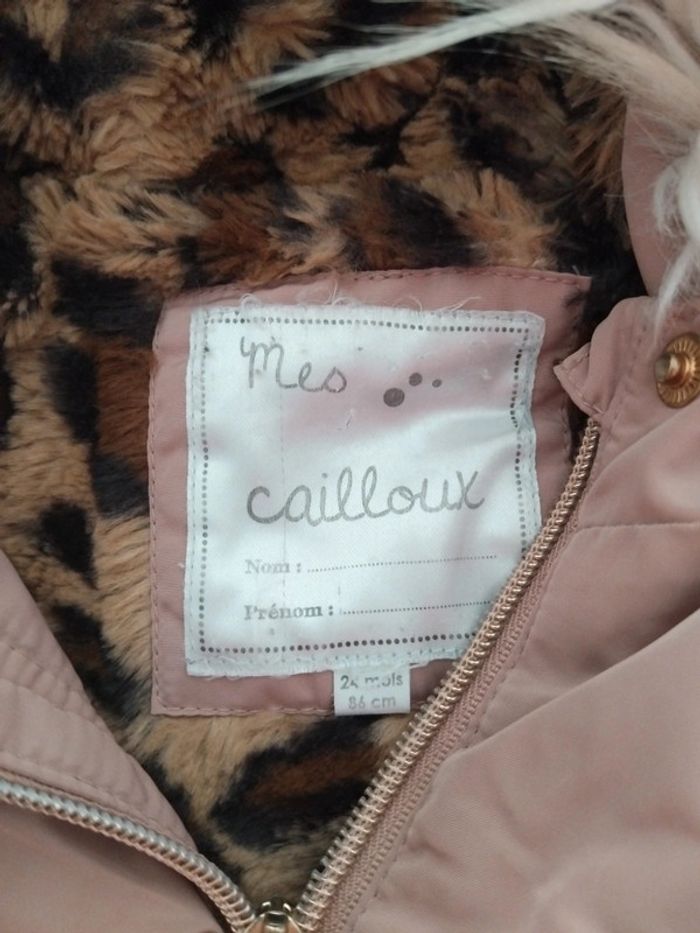 Mes
cailloux
Nom :
Prénom :
24 mois
86 cm